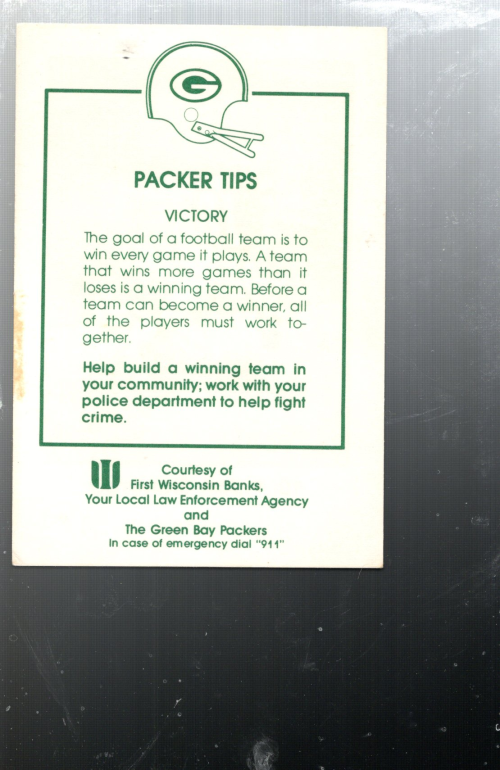 G
PACKER TIPS
VICTORY
The goal of a football team is to
win every game it plays. A team
that wins more games than it
loses is a winning team. Before a
team can become a winner, all
of the players must work to-
gether.
Help build a winning team in
your community; work with your
police department to help fight
crime.
Courtesy of
First Wisconsin Banks,
Your Local Law Enforcement Agency
and
The Green Bay Packers
In case of emergency dial "911"